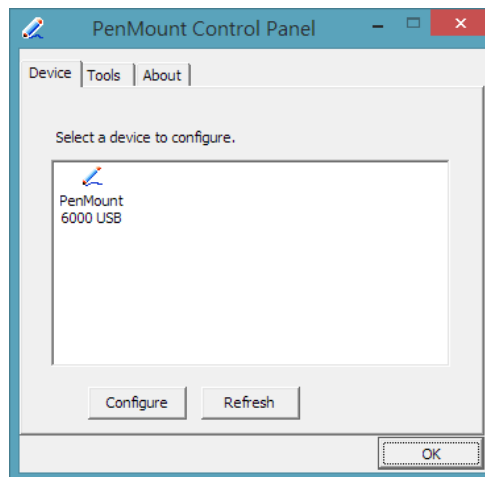 PenMount Control Panel
Device Tools About
Select a device to configure.
PenMount
6000 USB
Configure Refresh
OK